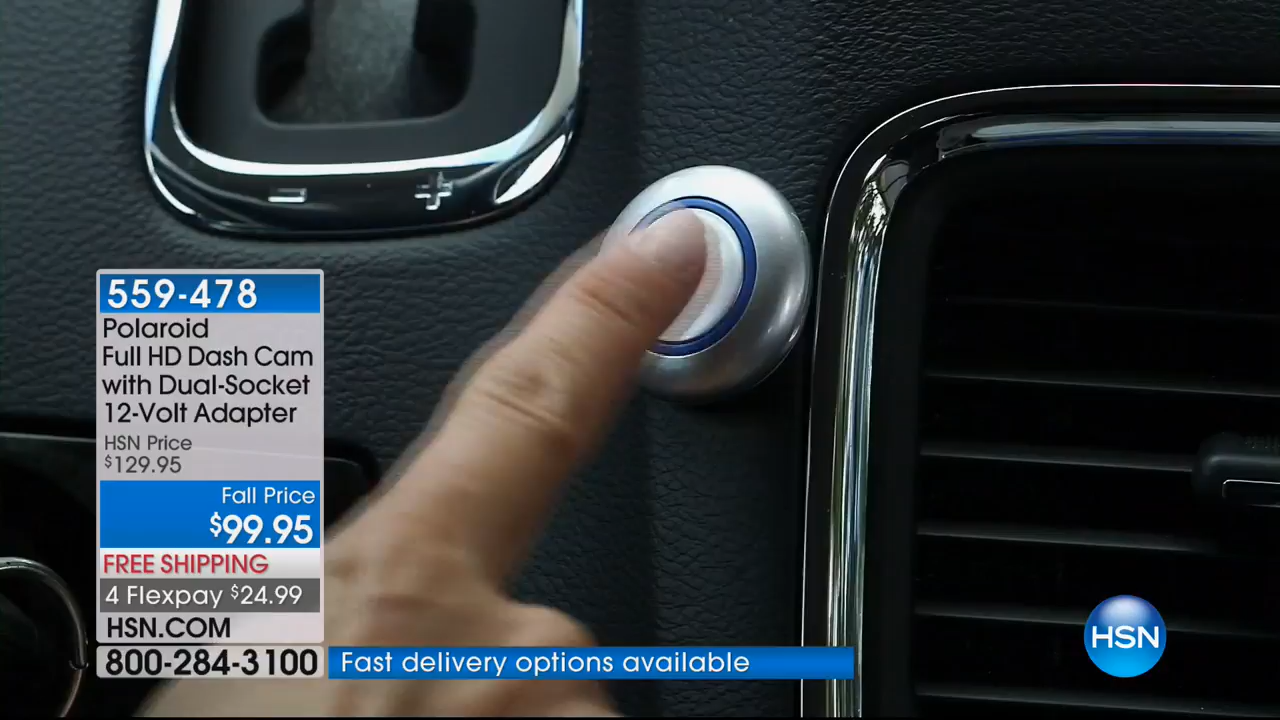 − +
559-478
Polaroid
Full HD Dash Cam
with Dual-Socket
12-Volt Adapter
HSN Price
$129.95
Fall Price
$99.95
FREE SHIPPING
4 Flexpay $24.99
HSN.COM
800-284-3100
Fast delivery options available
HSN